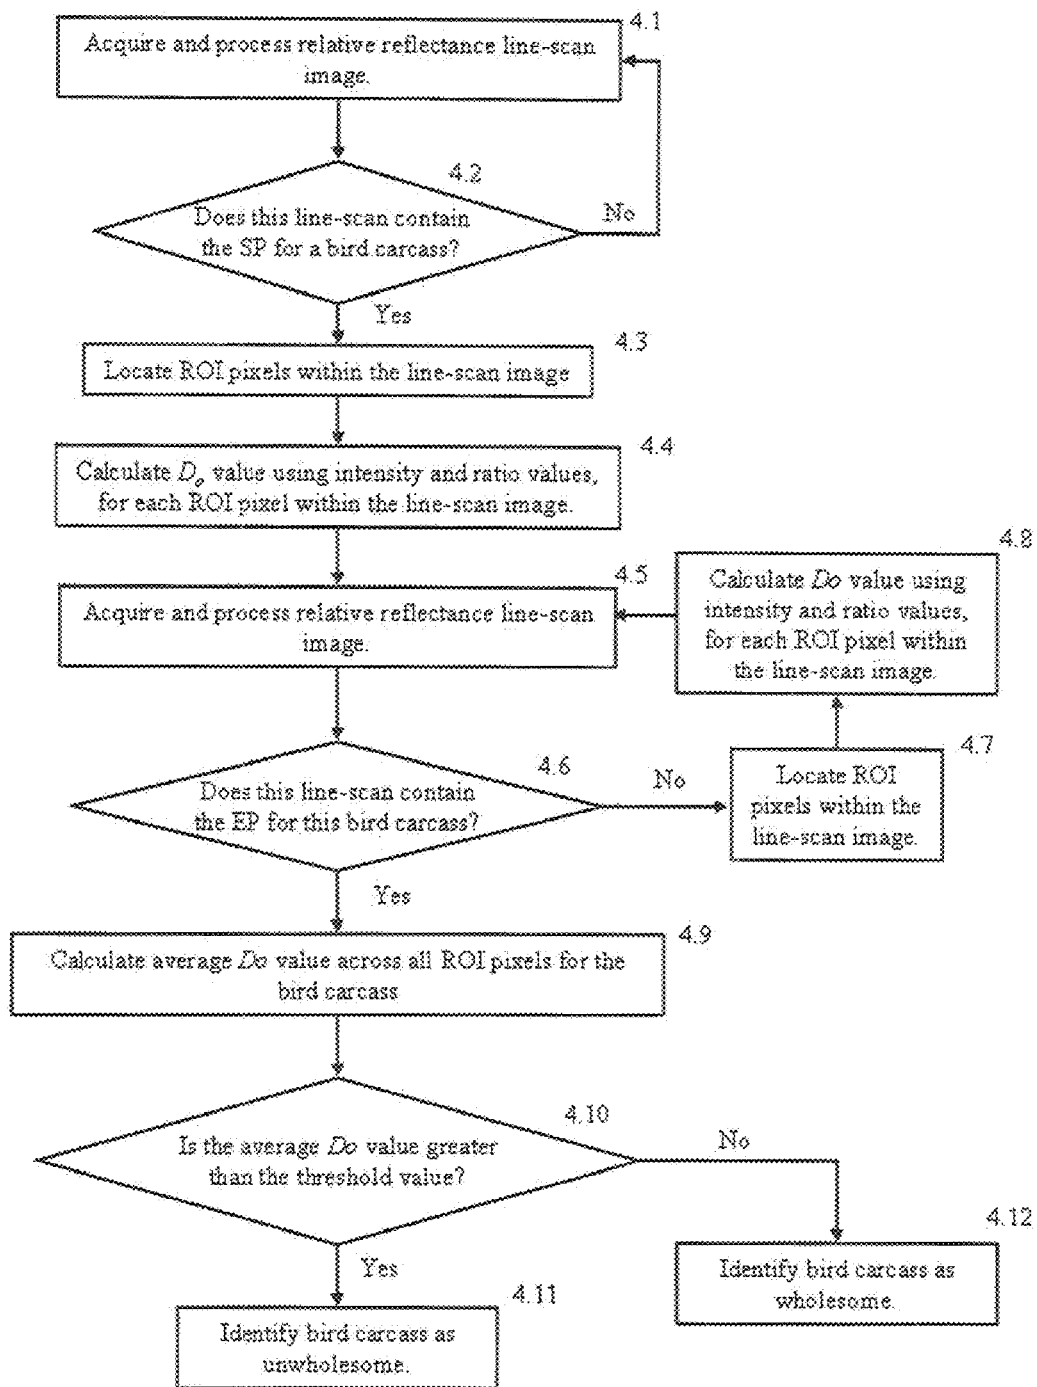 4.1
Acquire and process relative reflectance line-scan
image.
4.2
Does this line-scan contain
the SP for a bird carcass?
No
Yes
4.3
Locate ROI pixels within the line-scan image
4.4
Calculate Do value using intensity and ratio values,
for each ROI pixel within the line-scan image.
4.5
Acquire and process relative reflectance line-scan
image.
4.8
Calculate Do value using
intensity and ratio values,
for each ROI pixel within
the line-scan image.
4.6
Does this line-scan contain
the EP for this bird carcass?
No
4.7
Locate ROI
pixels within the
line-scan image.
Yes
4.9
Calculate average Do value across all ROI pixels for the
bird carcass
4.10
Is the average Do value greater
than the threshold value?
No
4.12
Identify bird carcass as
wholesome.
Yes
4.11
Identify bird carcass as
unwholesome.